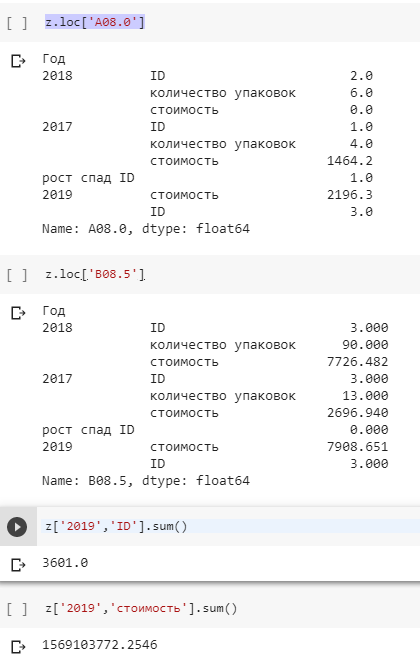 [ ] z.loc['A08.0']
Год
2018 ID 2.0
количество упаковок 6.0
стоимость 0.0
2017 ID 1.0
количество упаковок 4.0
стоимость 1464.2
рост спад ID 1.0
2019 стоимость 2196.3
ID 3.0
Name: A08.0, dtype: float64
[ ] z.loc['B08.5']
Год
2018 ID 3.000
количество упаковок 90.000
стоимость 7726.482
2017 ID 3.000
количество упаковок 13.000
стоимость 2696.940
рост спад ID 0.000
2019 стоимость 7908.651
ID 3.000
Name: B08.5, dtype: float64
z['2019','ID'].sum()
3601.0
[ ] z['2019','стоимость'].sum()
1569103772.2546